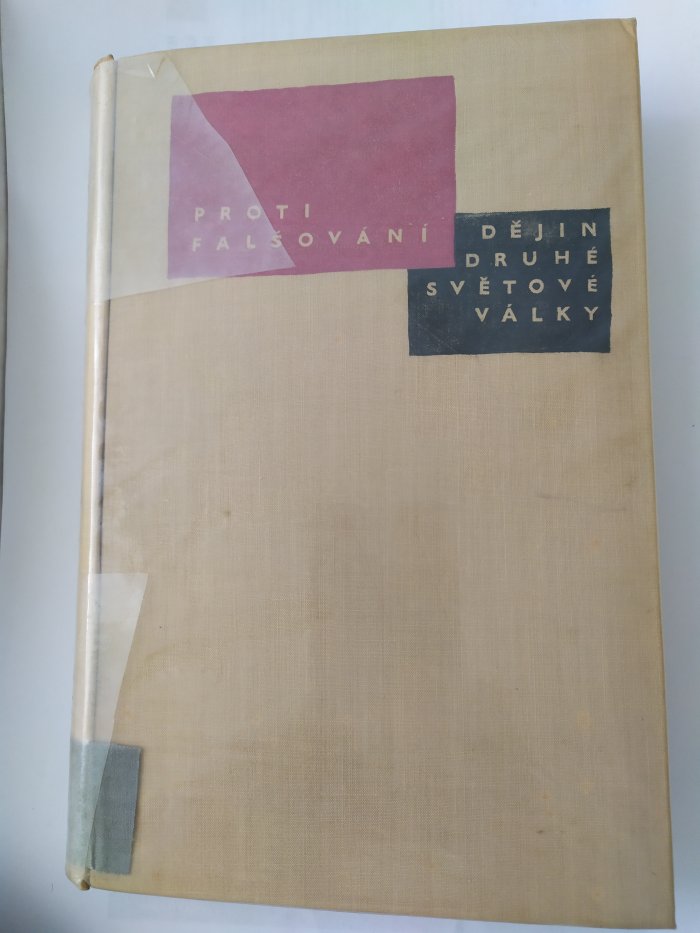 PROTI
FALŠOVÁNÍ
DĚJIN
DRUHÉ
SVĚTOVÉ
VÁLKY